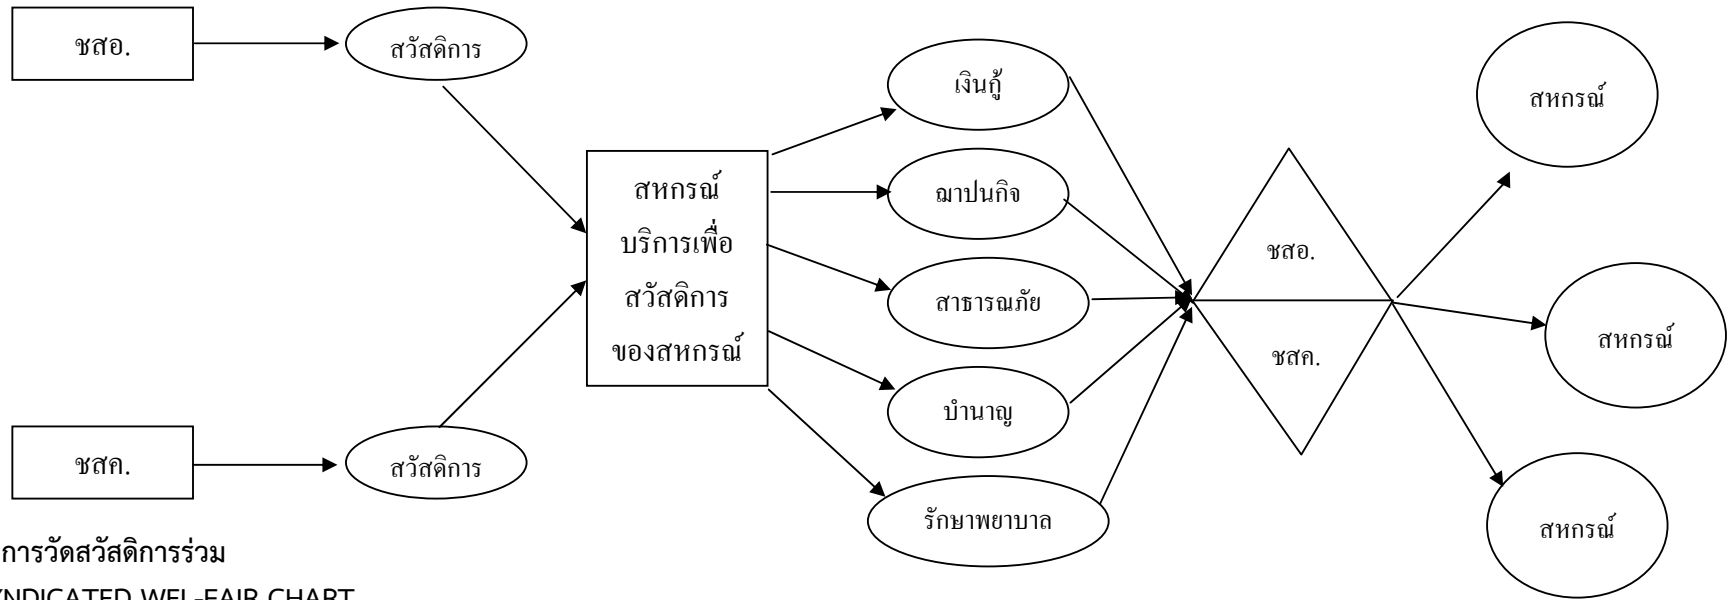 ชสอ.
สวัสดิการ
ชสค.
สวัสดิการ
สหกรณ์
บริการเพื่อ
สวัสดิการ
ของสหกรณ์
เงินกู้
ฌาปนกิจ
สาธารณภัย
บำนาญ
รักษาพยาบาล
ชสอ.
ชสค.
สหกรณ์
สหกรณ์
สหกรณ์
การวัดสวัสดิการร่วม
YNDICATED WEL-FAIR CHART